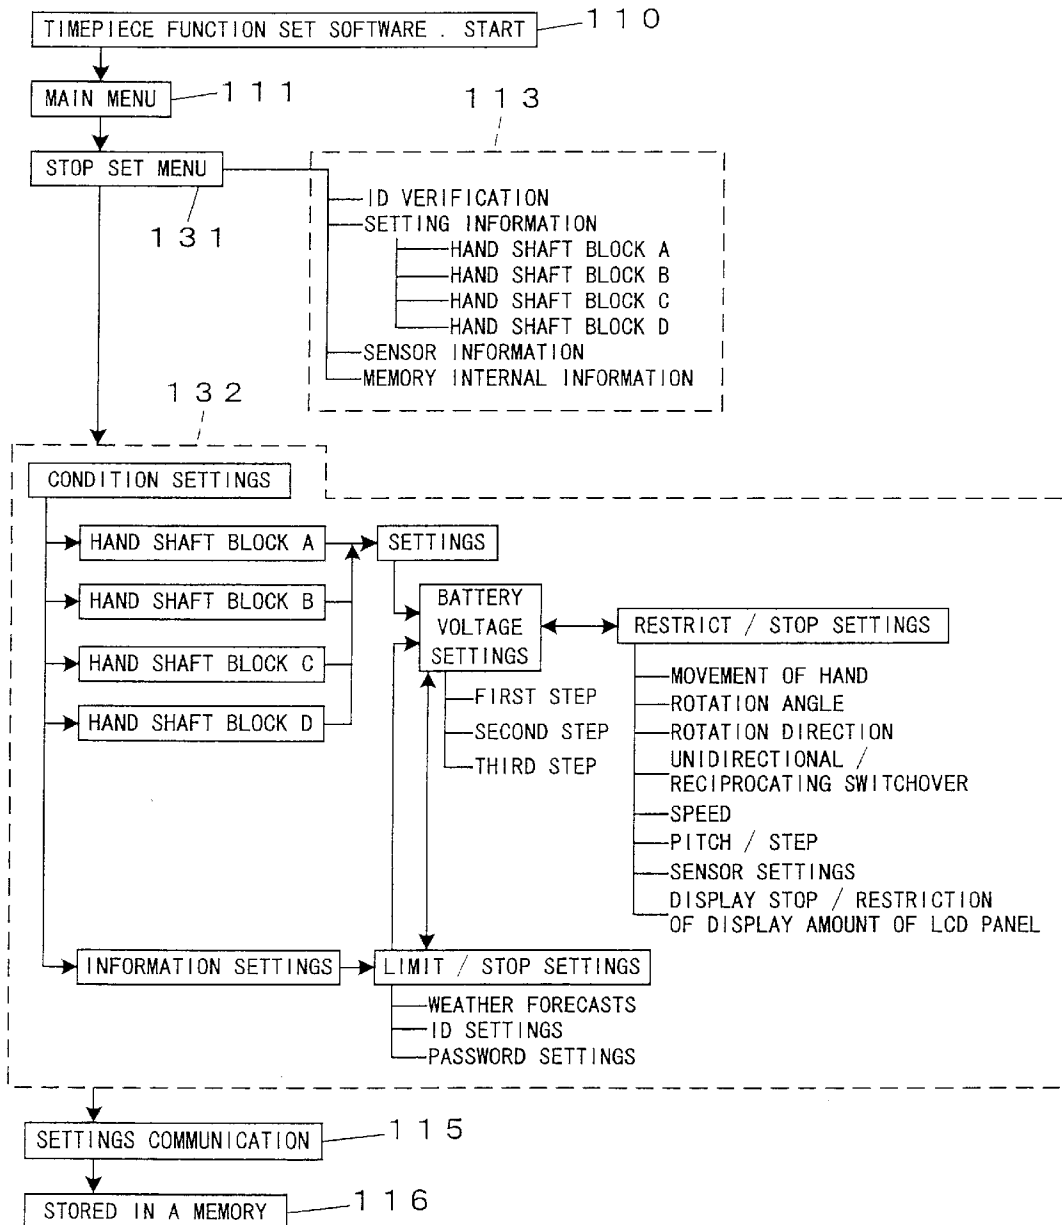 TIMEPIECE FUNCTION SET SOFTWARE . START
110
MAIN MENU
111
113
STOP SET MENU
131
ID VERIFICATION
SETTING INFORMATION
HAND SHAFT BLOCK A
HAND SHAFT BLOCK B
HAND SHAFT BLOCK C
HAND SHAFT BLOCK D
SENSOR INFORMATION
MEMORY INTERNAL INFORMATION
132
CONDITION SETTINGS
HAND SHAFT BLOCK A
HAND SHAFT BLOCK B
HAND SHAFT BLOCK C
HAND SHAFT BLOCK D
SETTINGS
BATTERY
VOLTAGE
SETTINGS
FIRST STEP
SECOND STEP
THIRD STEP
RESTRICT / STOP SETTINGS
MOVEMENT OF HAND
ROTATION ANGLE
ROTATION DIRECTION
UNIDIRECTIONAL /
RECIPROCATING SWITCHOVER
SPEED
PITCH / STEP
SENSOR SETTINGS
DISPLAY STOP / RESTRICTION
OF DISPLAY AMOUNT OF LCD PANEL
INFORMATION SETTINGS
LIMIT / STOP SETTINGS
WEATHER FORECASTS
ID SETTINGS
PASSWORD SETTINGS
SETTINGS COMMUNICATION
115
STORED IN A MEMORY
116